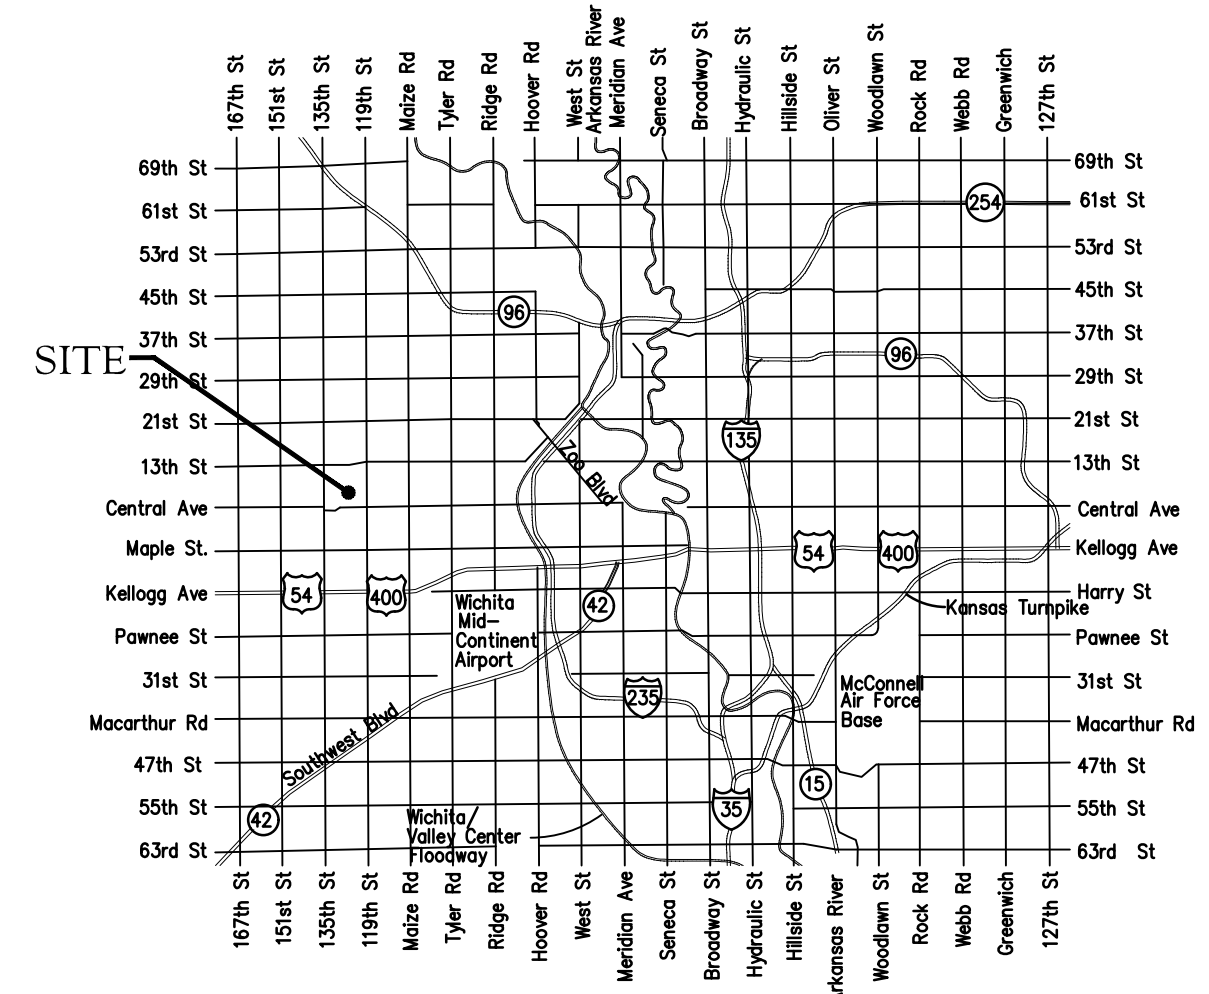 167th St
151st St
135th St
119th St
Maize Rd
Tyler Rd
Ridge Rd
Hoover Rd
West St
Arkansas River
Meridian Ave
Seneca St
Broadway St
Hydraulic St
Hillside St
Oliver St
Woodlawn St
Rock Rd
Webb Rd
Greenwich
127th St
69th St
69th St
61st St
254
61st St
53rd St
53rd St
45th St
45th St
96
37th St
37th St
SITE
96
29th St
29th St
21st St
21st St
135
13th St
13th St
Zoo Blvd
Central Ave
Central Ave
Maple St.
54
400
Kellogg Ave
Kellogg Ave
54
400
42
Harry St
Wichita
Mid-
Continent
Airport
Kansas Turnpike
Pawnee St
Pawnee St
31st St
31st St
235
McConnell
Air Force
Base
Macarthur Rd
Macarthur Rd
Southwest Blvd
47th St
47th St
15
55th St
42
35
55th St
Wichita/
Valley Center
Floodway
63rd St
63rd St
167th St
151st St
135th St
119th St
Maize Rd
Tyler Rd
Ridge Rd
Hoover Rd
West St
Meridian Ave
Seneca St
Broadway St
Hydraulic St
Hillside St
Arkansas River
Woodlawn St
Rock Rd
Webb Rd
Greenwich
127th St